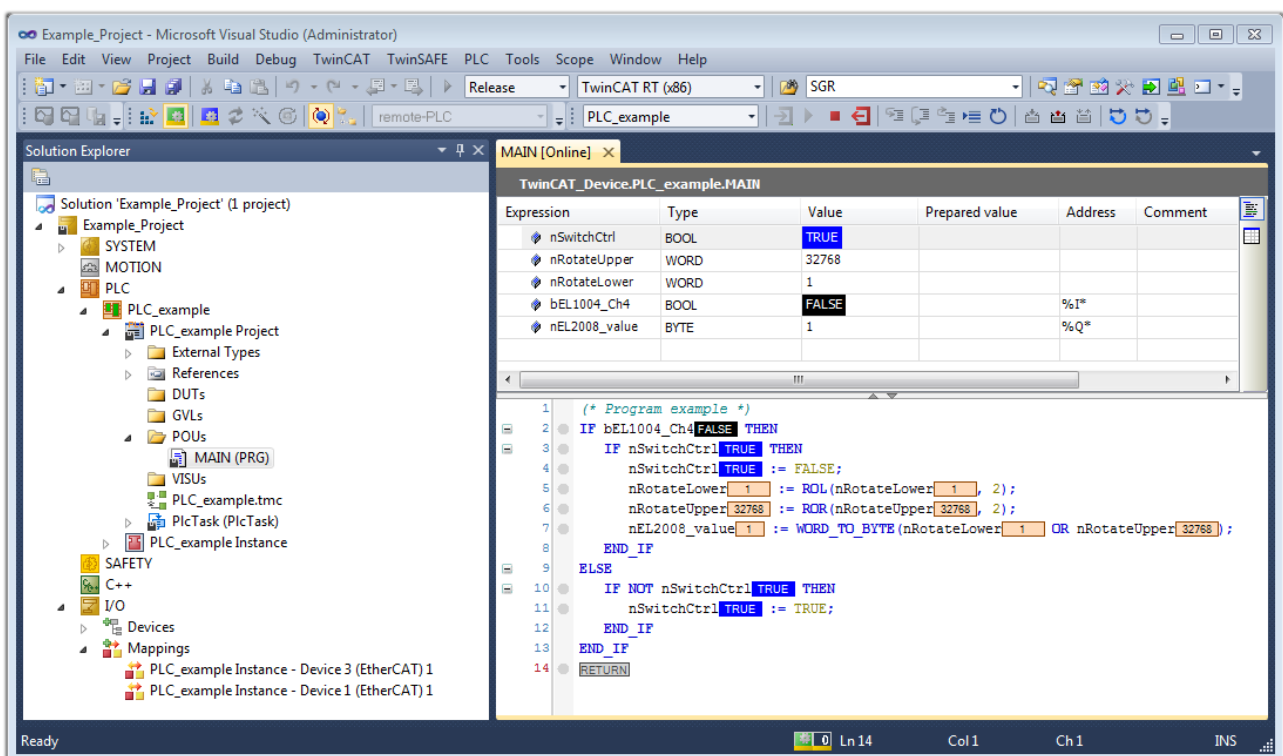 Example_Project - Microsoft Visual Studio (Administrator)
File Edit View Project Build Debug TwinCAT TwinSAFE PLC Tools Scope Window Help
Release TwinCAT RT (x86) SGR
remote-PLC PLC_example
Solution Explorer
MAIN [Online]
Solution 'Example_Project' (1 project)
Example_Project
SYSTEM
MOTION
PLC
PLC_example
PLC_example Project
External Types
References
DUTs
GVLs
POUs
MAIN (PRG)
VISUs
PLC_example.tmc
PlcTask (PlcTask)
PLC_example Instance
SAFETY
C++
I/O
Devices
Mappings
PLC_example Instance - Device 3 (EtherCAT) 1
PLC_example Instance - Device 1 (EtherCAT) 1
TwinCAT_Device.PLC_example.MAIN
Expression Type Value Prepared value Address Comment
nSwitchCtrl BOOL TRUE
nRotateUpper WORD 32768
nRotateLower WORD 1
bEL1004_Ch4 BOOL FALSE %I*
nEL2008_value BYTE 1 %Q*
1 (* Program example *)
2 IF bEL1004_Ch4 FALSE THEN
3 IF nSwitchCtrl TRUE THEN
4 nSwitchCtrl TRUE := FALSE;
5 nRotateLower 1 := ROL(nRotateLower 1 , 2);
6 nRotateUpper 32768 := ROR(nRotateUpper 32768 , 2);
7 nEL2008_value 1 := WORD_TO_BYTE(nRotateLower 1 OR nRotateUpper 32768 );
8 END_IF
9 ELSE
10 IF NOT nSwitchCtrl TRUE THEN
11 nSwitchCtrl TRUE := TRUE;
12 END_IF
13 END_IF
14 RETURN
Ready 0 Ln 14 Col 1 Ch 1 INS